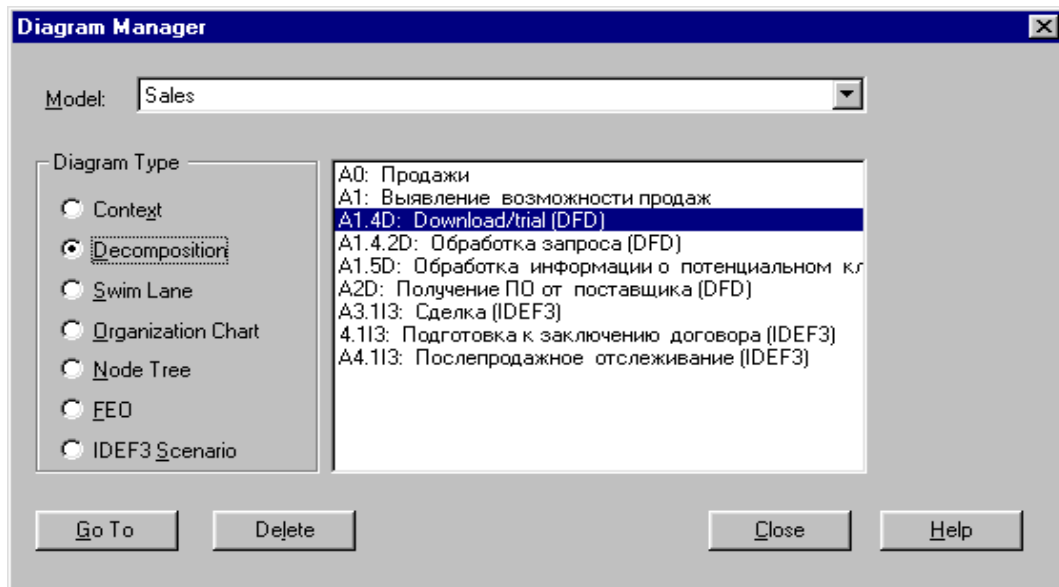 Diagram Manager
Model: Sales
Diagram Type
Context
Decomposition
Swim Lane
Organization Chart
Node Tree
FEO
IDEF3 Scenario
A0: Продажи
A1: Выявление возможности продаж
A1.4D: Download/trial (DFD)
A1.4.2D: Обработка запроса (DFD)
A1.5D: Обработка информации о потенциальном кл
A2D: Получение ПО от поставщика (DFD)
A3.1I3: Сделка (IDEF3)
4.1I3: Подготовка к заключению договора (IDEF3)
A4.1I3: Послепродажное отслеживание (IDEF3)
Go To Delete Close Help